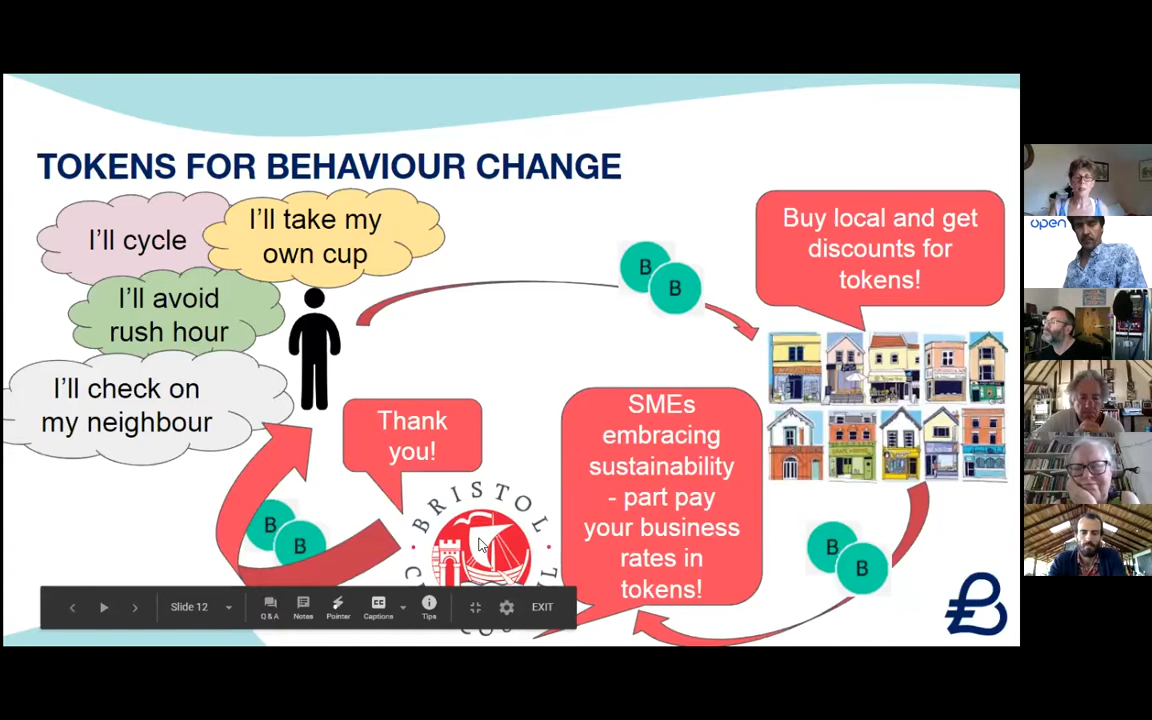 TOKENS FOR BEHAVIOUR CHANGE
I'll cycle
I'll take my
own cup
I'll avoid
rush hour
I'll check on
my neighbour
Thank
you!
B
B
Buy local and get
discounts for
tokens!
SMEs
embracing
sustainability
- part pay
your business
rates in
tokens!
B
B
B
B
BRISTOL
Slide 12
Q & A
Notes
Pointer
Captions
Tips
EXIT
open